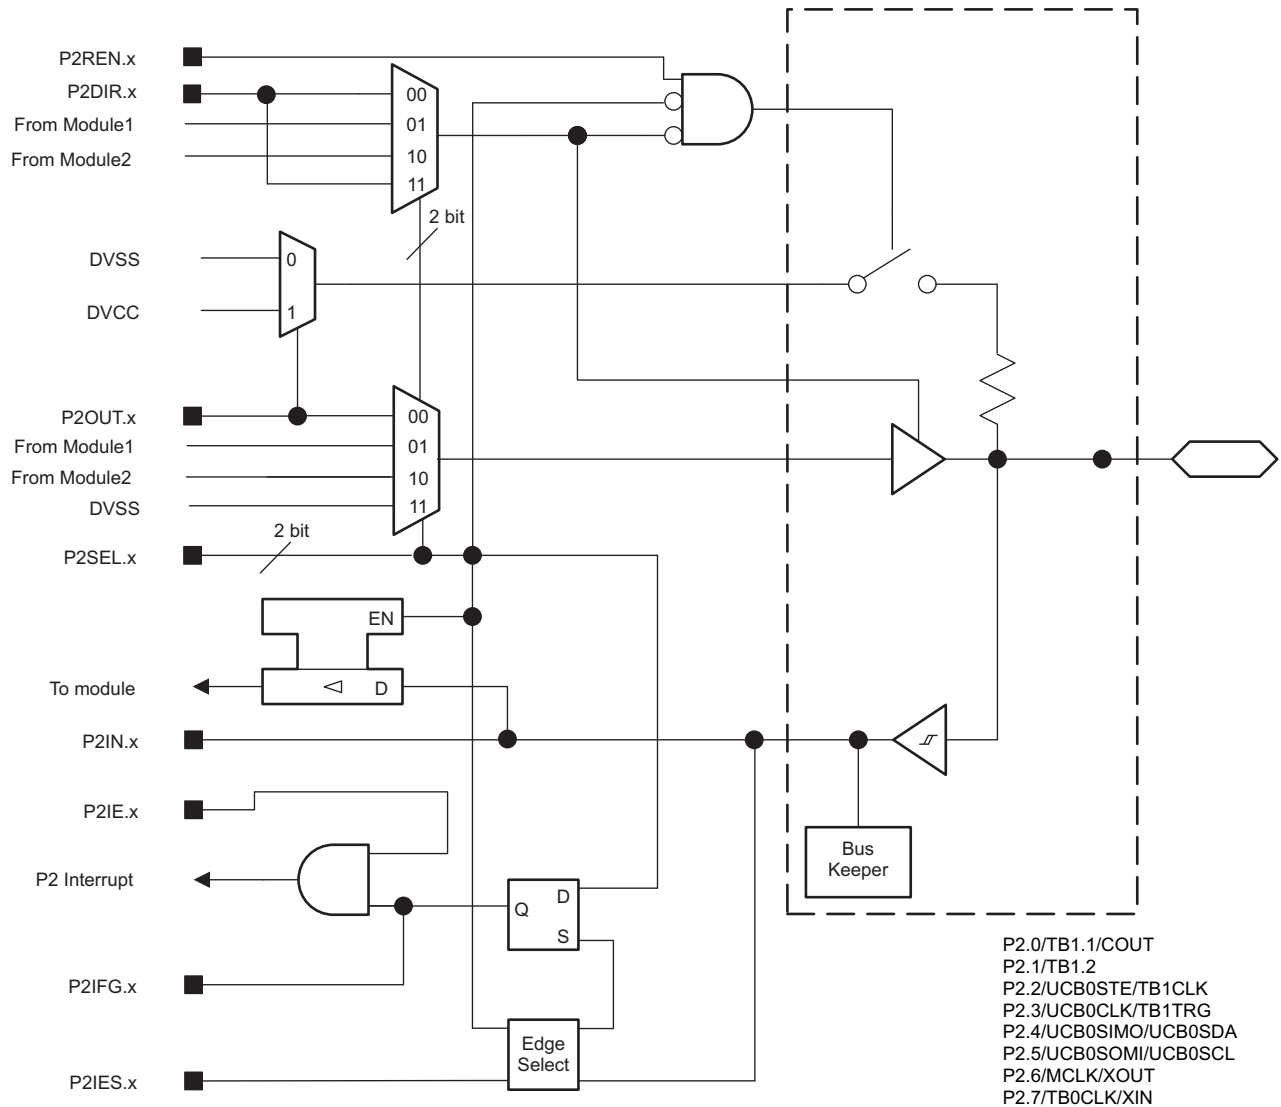 P2REN.x
P2DIR.x
From Module1
From Module2
00
01
10
11
2 bit
DVSS
DVCC
0
1
P2OUT.x
From Module1
From Module2
DVSS
00
01
10
11
P2SEL.x
2 bit
EN
To module
D
P2IN.x
P2IE.x
P2 Interrupt
Bus
Keeper
Q
D
S
P2IFG.x
Edge
Select
P2IES.x
P2.0/TB1.1/COUT
P2.1/TB1.2
P2.2/UCB0STE/TB1CLK
P2.3/UCB0CLK/TB1TRG
P2.4/UCB0SIMO/UCB0SDA
P2.5/UCB0SOMI/UCB0SCL
P2.6/MCLK/XOUT
P2.7/TB0CLK/XIN